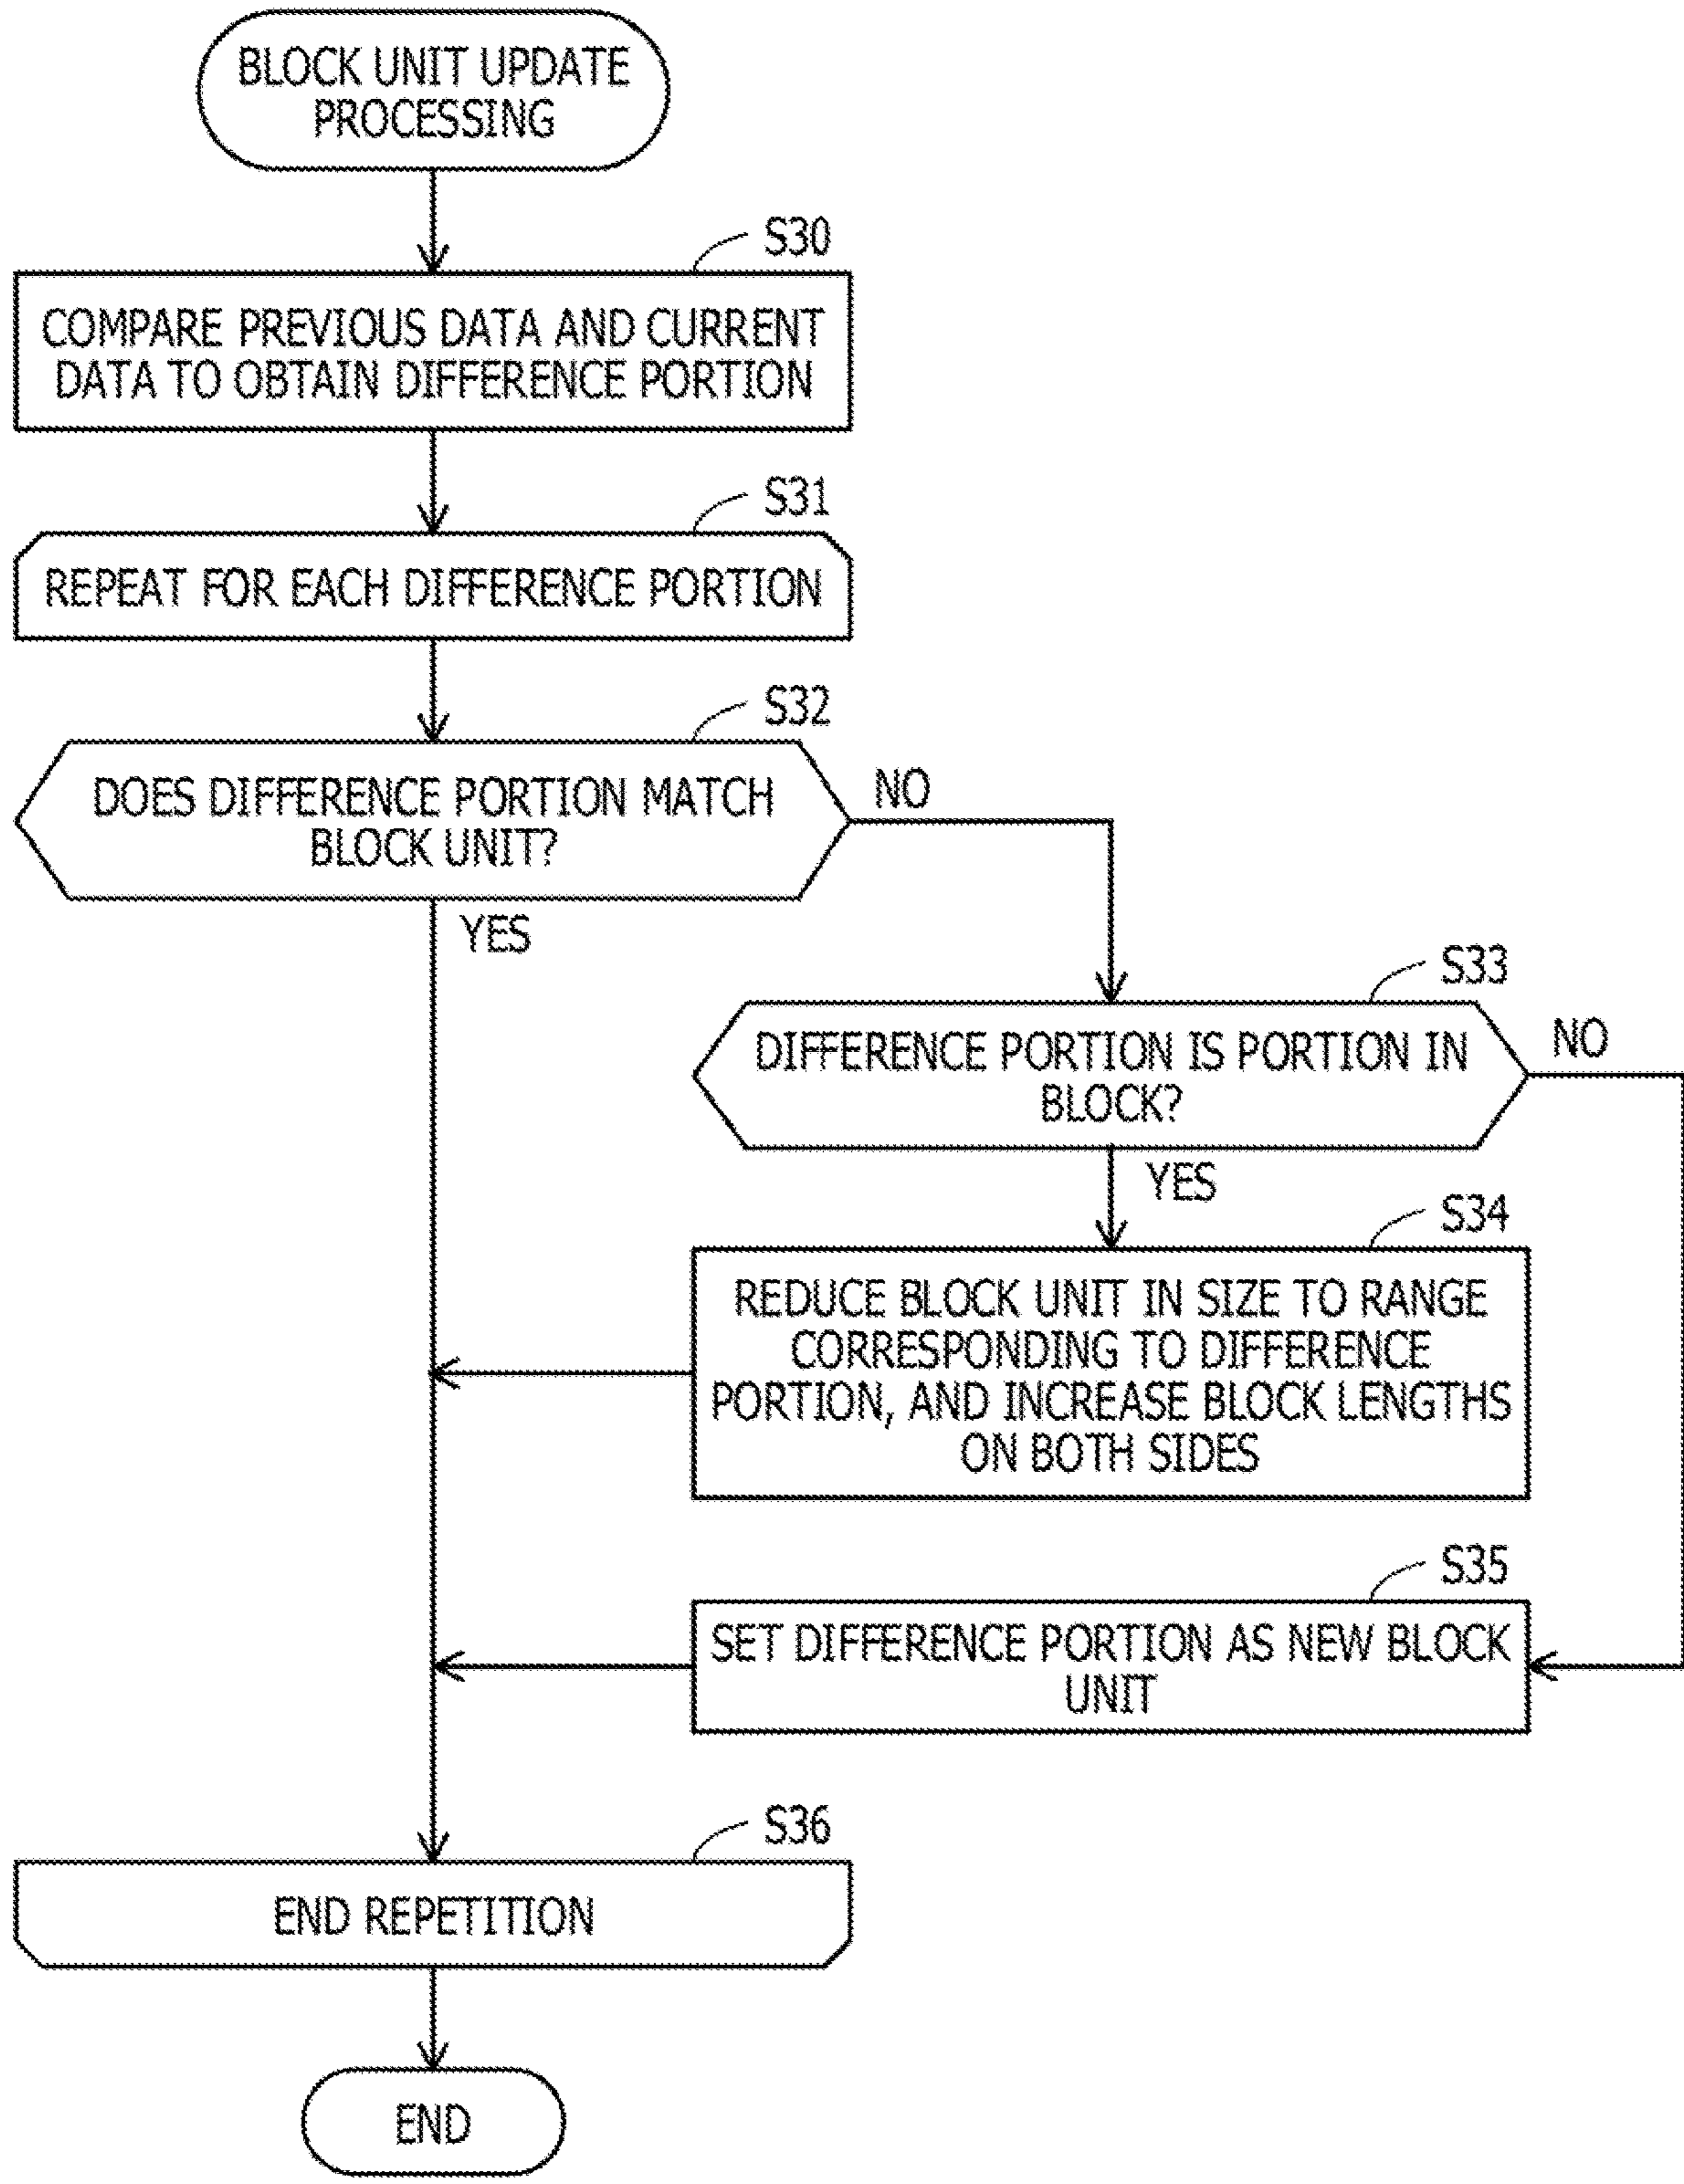 BLOCK UNIT UPDATE
PROCESSING
S30
COMPARE PREVIOUS DATA AND CURRENT
DATA TO OBTAIN DIFFERENCE PORTION
S31
REPEAT FOR EACH DIFFERENCE PORTION
S32
DOES DIFFERENCE PORTION MATCH
BLOCK UNIT?
NO
YES
S33
DIFFERENCE PORTION IS PORTION IN
BLOCK?
NO
YES
S34
REDUCE BLOCK UNIT IN SIZE TO RANGE
CORRESPONDING TO DIFFERENCE
PORTION, AND INCREASE BLOCK LENGTHS
ON BOTH SIDES
S35
SET DIFFERENCE PORTION AS NEW BLOCK
UNIT
S36
END REPETITION
END